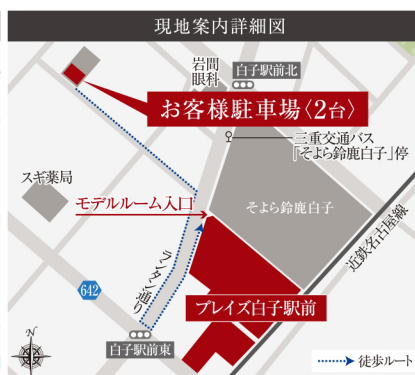 現地案内詳細図
岩間
眼科
白子駅前北
お客様駐車場〈2台〉
三重交通バス
「そよら鈴鹿白子」停
スギ薬局
モデルルーム入口
そよら鈴鹿白子
近鉄名古屋線
ランタン通り
642
プレイズ白子駅前
白子駅前東
N
徒歩ルート